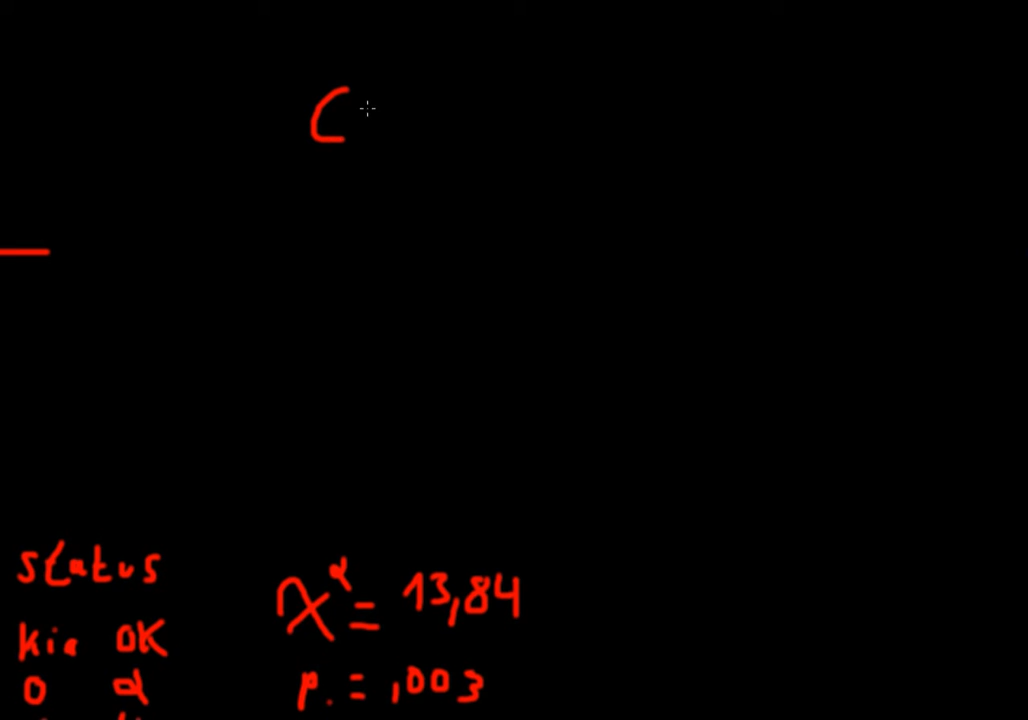 C
status
χ² = 13,84
kia OK
p. = ,003
0 2